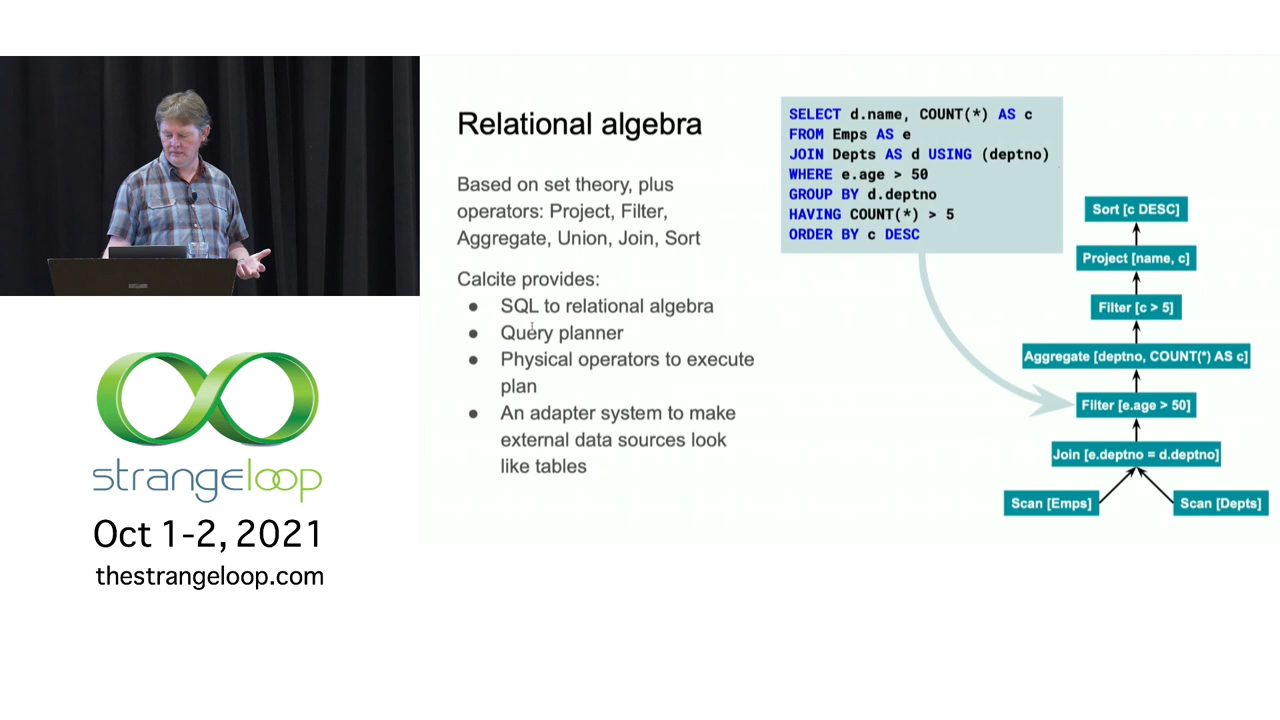 Relational algebra
Based on set theory, plus
operators: Project, Filter,
Aggregate, Union, Join, Sort
Calcite provides:
● SQL to relational algebra
● Query planner
● Physical operators to execute
plan
● An adapter system to make
external data sources look
like tables
SELECT d.name, COUNT(*) AS c
FROM Emps AS e
JOIN Depts AS d USING (deptno)
WHERE e.age > 50
GROUP BY d.deptno
HAVING COUNT(*) > 5
ORDER BY c DESC
Sort [c DESC]
Project [name, c]
Filter [c > 5]
Aggregate [deptno, COUNT(*) AS c]
Filter [e.age > 50]
Join [e.deptno = d.deptno]
Scan [Emps]
Scan [Depts]
strangeloop
Oct 1-2, 2021
thestrangeloop.com